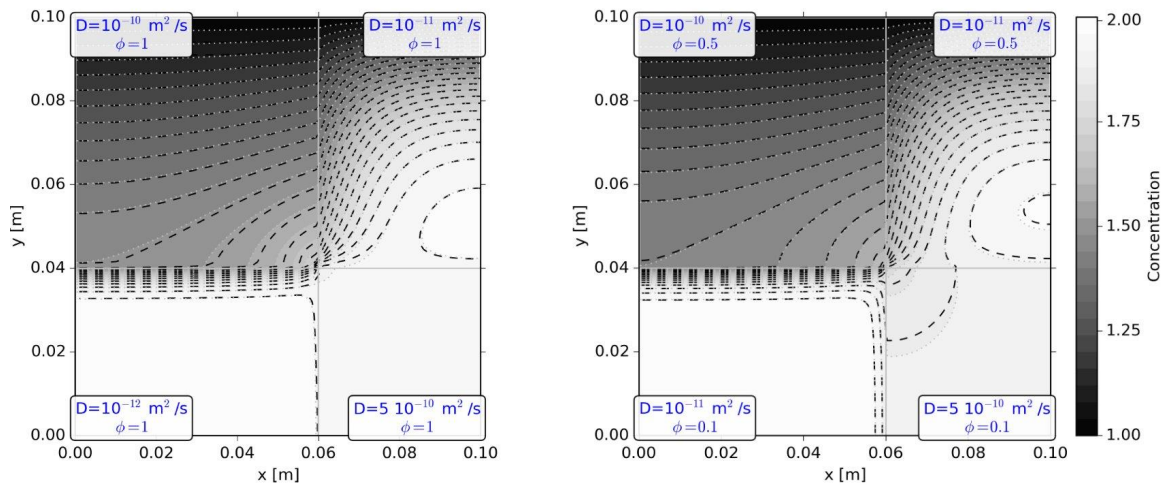 D=10⁻¹⁰ m²/s
ϕ=1
D=10⁻¹¹ m²/s
ϕ=1
D=10⁻¹² m²/s
ϕ=1
D=5 10⁻¹⁰ m²/s
ϕ=1
0.10
0.10
0.08
0.06
0.04
0.02
0.00
y [m]
0.00 0.02 0.04 0.06 0.08 0.10
x [m]
D=10⁻¹⁰ m²/s
ϕ=0.5
D=10⁻¹¹ m²/s
ϕ=0.5
D=10⁻¹¹ m²/s
ϕ=0.1
D=5 10⁻¹⁰ m²/s
ϕ=0.1
0.10
0.10
0.08
0.06
0.04
0.02
0.00
y [m]
0.00 0.02 0.04 0.06 0.08 0.10
x [m]
2.00
1.75
1.50
1.25
1.00
Concentration